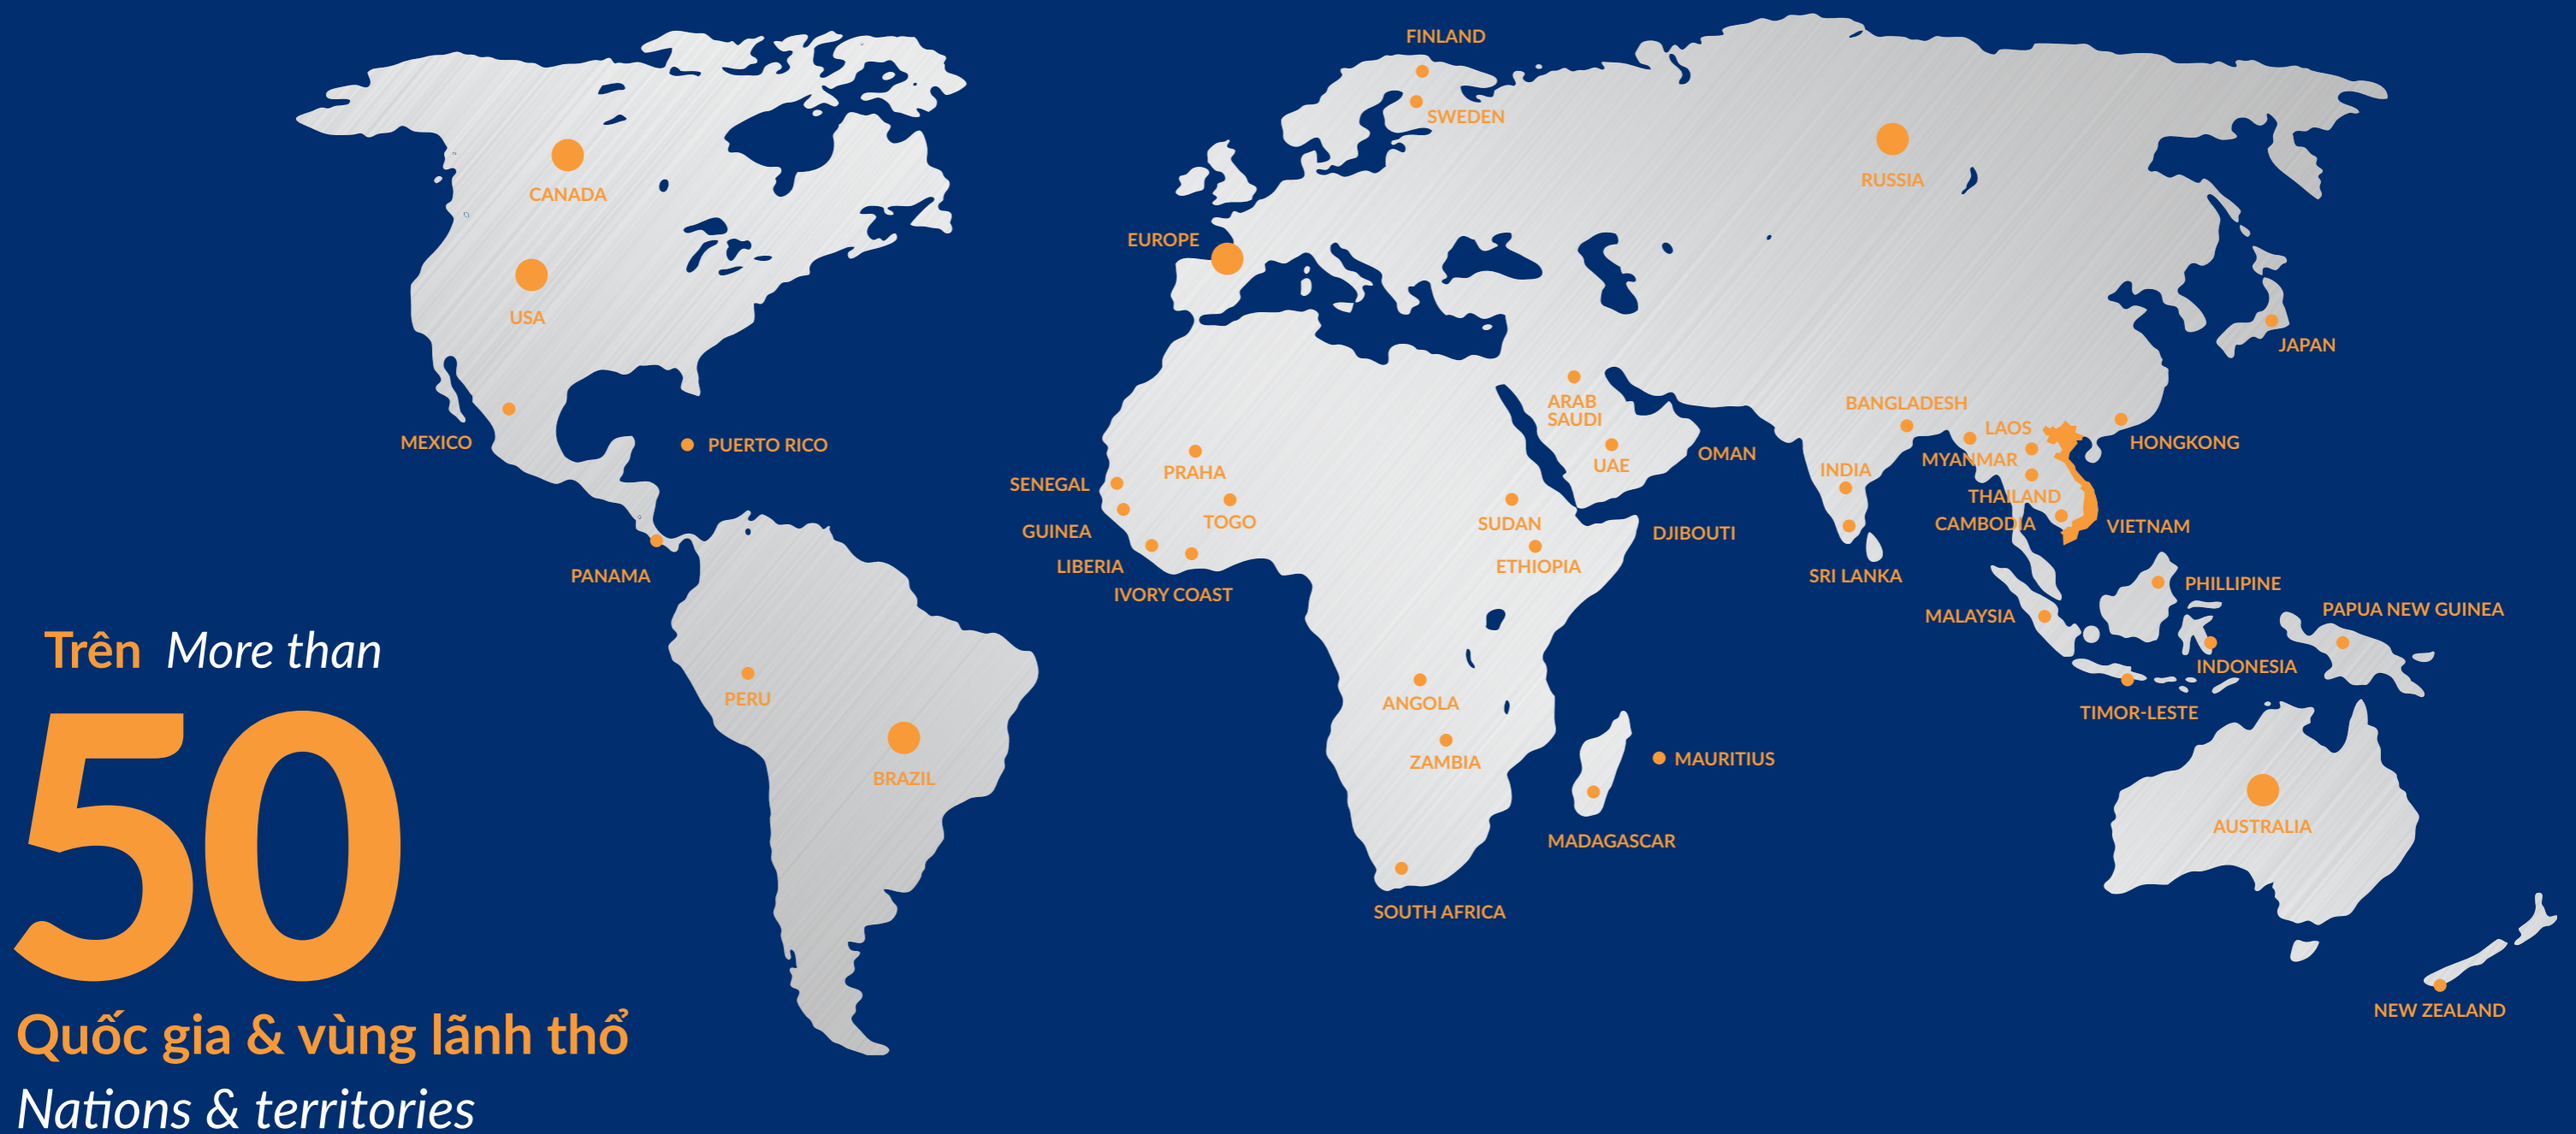 FINLAND
SWEDEN
CANADA
RUSSIA
EUROPE
USA
JAPAN
ARAB
SAUDI
BANGLADESH
LAOS
MEXICO
PUERTO RICO
HONGKONG
OMAN
MYANMAR
UAE
INDIA
PRAHA
SENEGAL
THAILAND
TOGO
SUDAN
CAMBODIA
VIETNAM
GUINEA
DJIBOUTI
LIBERIA
ETHIOPIA
PANAMA
SRI LANKA
PHILLIPINE
IVORY COAST
PAPUA NEW GUINEA
MALAYSIA
INDONESIA
PERU
ANGOLA
TIMOR-LESTE
MAURITIUS
ZAMBIA
BRAZIL
AUSTRALIA
MADAGASCAR
SOUTH AFRICA
NEW ZEALAND
Trên More than
50
Quốc gia & vùng lãnh thổ
Nations & territories